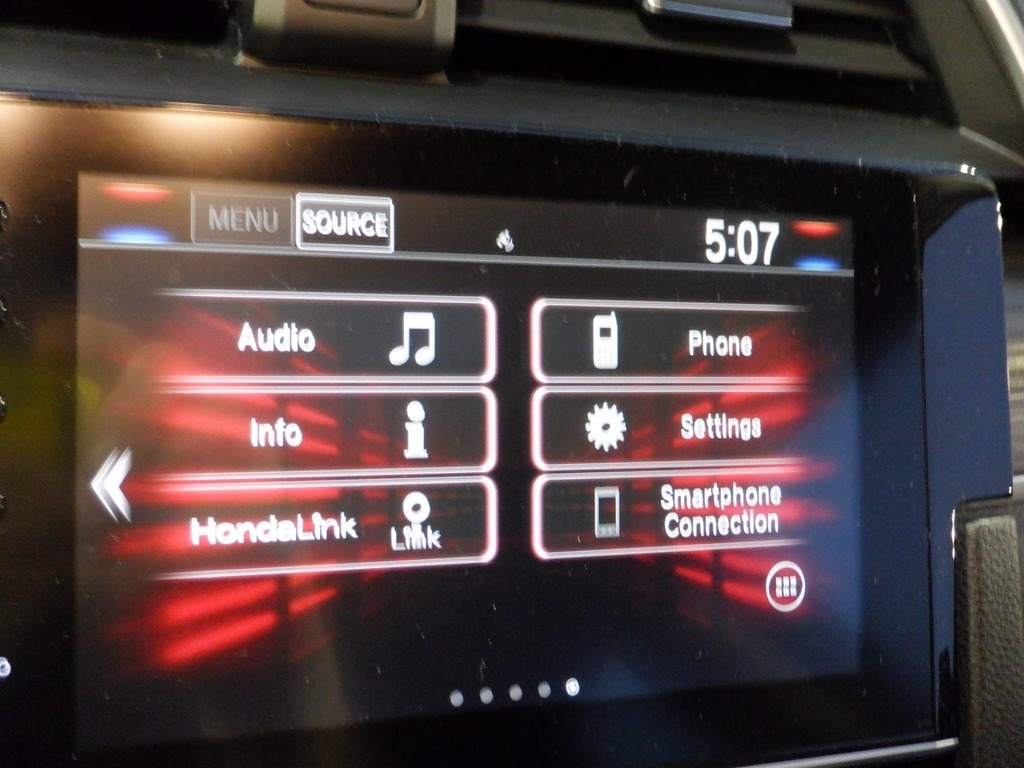 MENU SOURCE 5:07
Audio
Phone
Info
Settings
HondaLink
Link
Smartphone
Connection